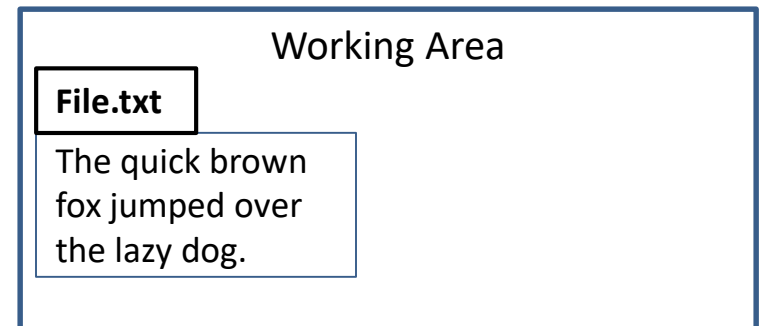 Working Area
File.txt
The quick brown
fox jumped over
the lazy dog.